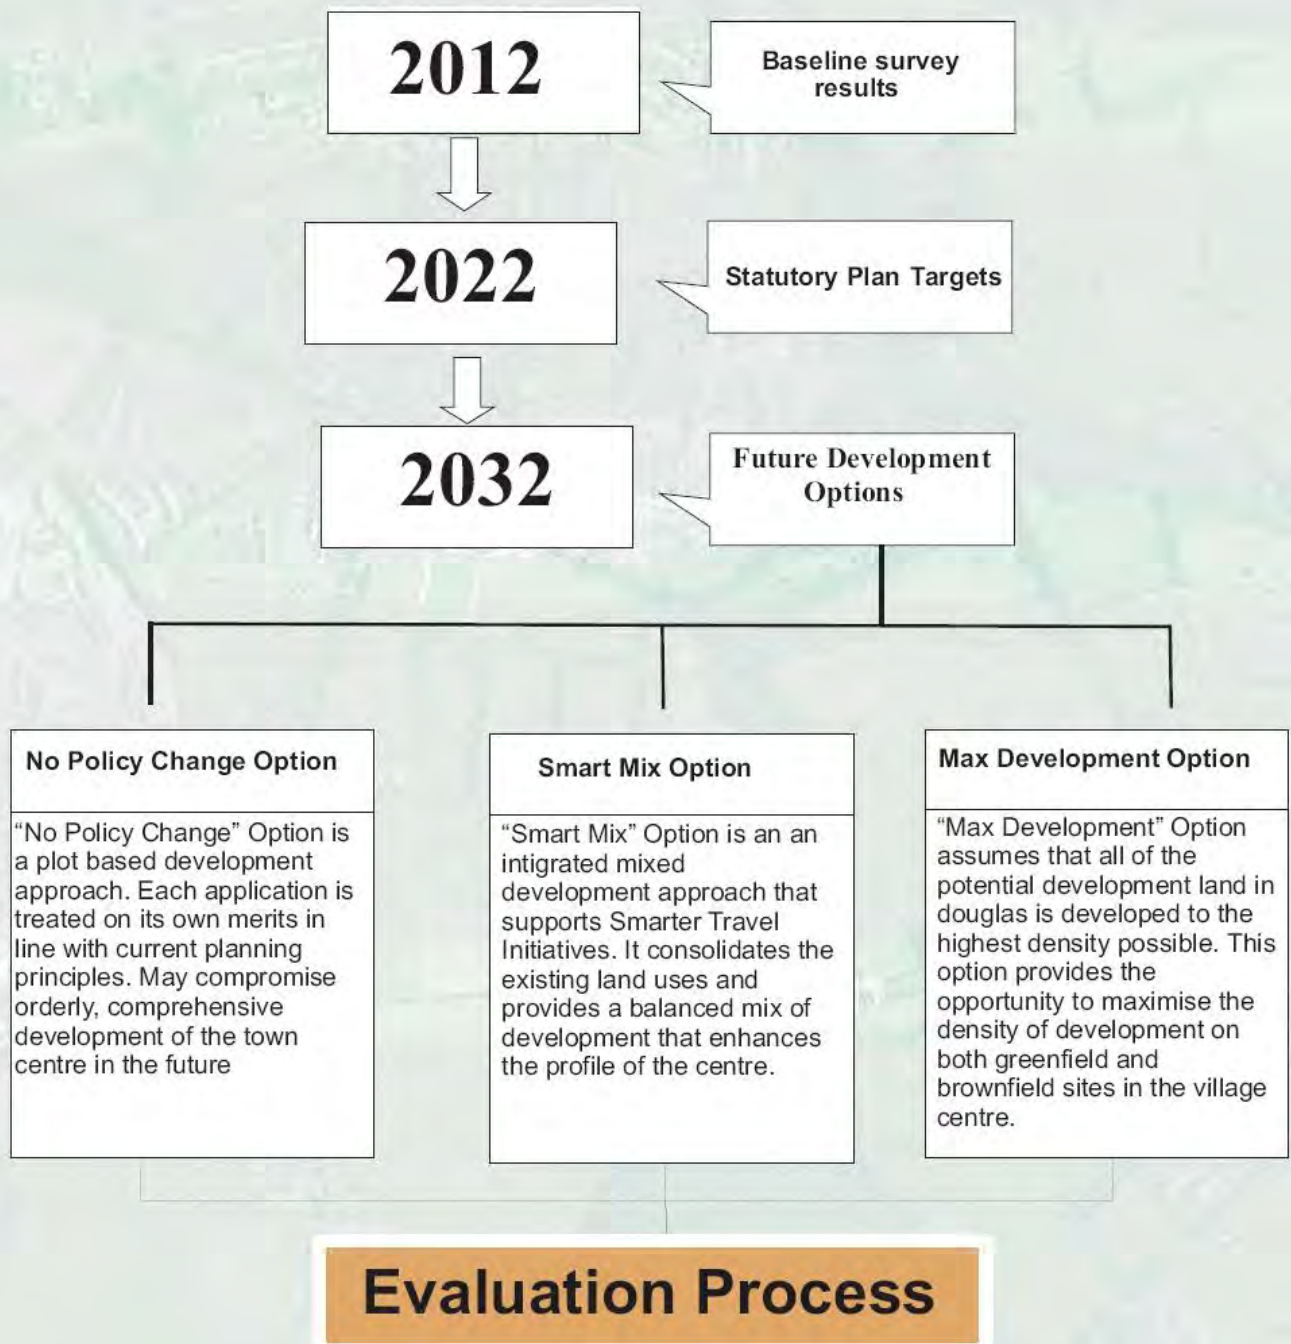 2012
Baseline survey
results
2022
Statutory Plan Targets
2032
Future Development
Options
No Policy Change Option
“No Policy Change” Option is
a plot based development
approach. Each application is
treated on its own merits in
line with current planning
principles. May compromise
orderly, comprehensive
development of the town
centre in the future
Smart Mix Option
“Smart Mix” Option is an an
intigrated mixed
development approach that
supports Smarter Travel
Initiatives. It consolidates the
existing land uses and
provides a balanced mix of
development that enhances
the profile of the centre.
Max Development Option
“Max Development” Option
assumes that all of the
potential development land in
douglas is developed to the
highest density possible. This
option provides the
opportunity to maximise the
density of development on
both greenfield and
brownfield sites in the village
centre.
Evaluation Process